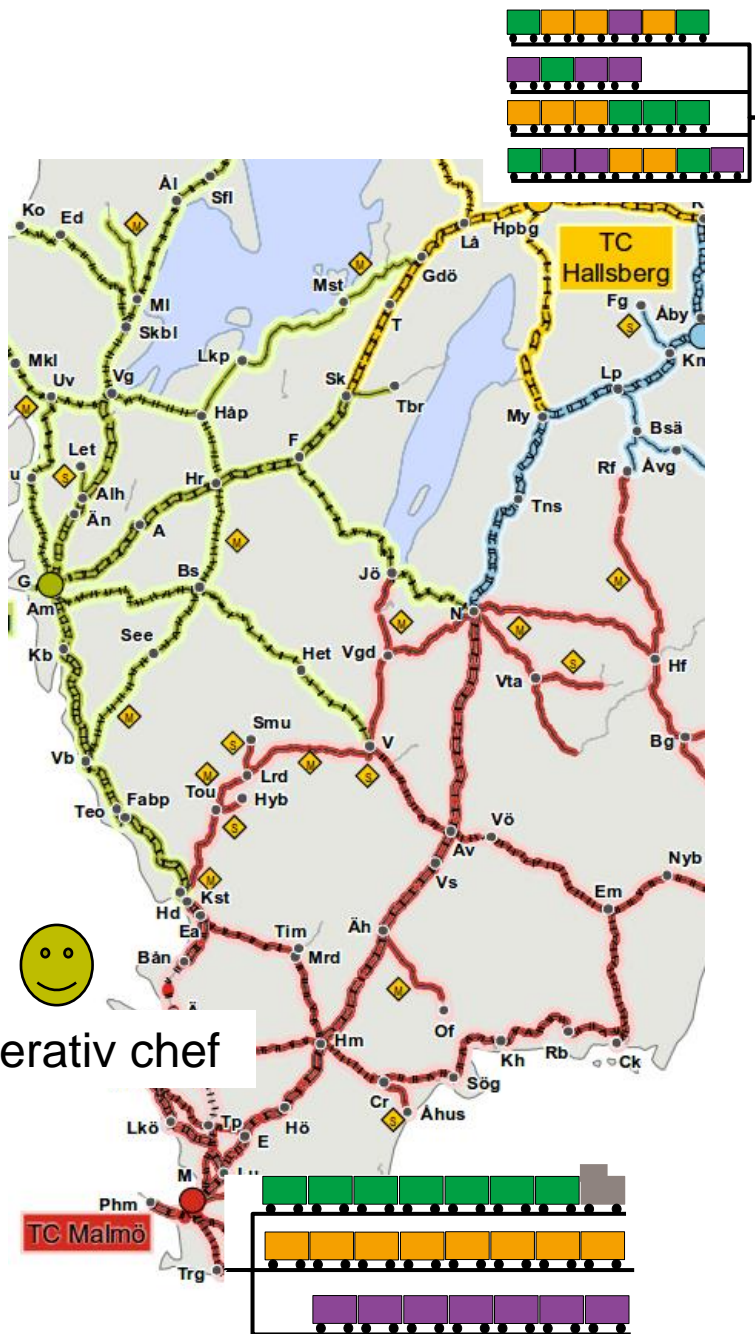 Ål
Sfl
Ko
Ed
M
Lå
Hpbg
TC
Hallsberg
Gdö
M
Mst
Ml
Fg
Åby
T
S
Skbl
Km
Mkl
Lkp
Vg
Uv
Sk
Lp
Tbr
My
M
Håp
Bsä
F
Let
Rf
Åvg
S
Hr
Alh
Tns
Än
A
M
G
Bs
Jö
M
Am
N
M
M
See
Kb
Vgd
Het
S
Hf
Vta
M
Smu
V
Bg
S
Vb
M
M
Lrd
S
Tou
Hyb
Teo
Fabp
S
Vö
Av
Vs
Nyb
M
Kst
Em
Hd
Ea
Äh
Tim
Bån
Mrd
M
Of
erativ chef
Hm
Kh
Rb
Ck
Sög
Cr
Åhus
S
Hö
Lkö
Tp
E
M
Phm
TC Malmö
Trg